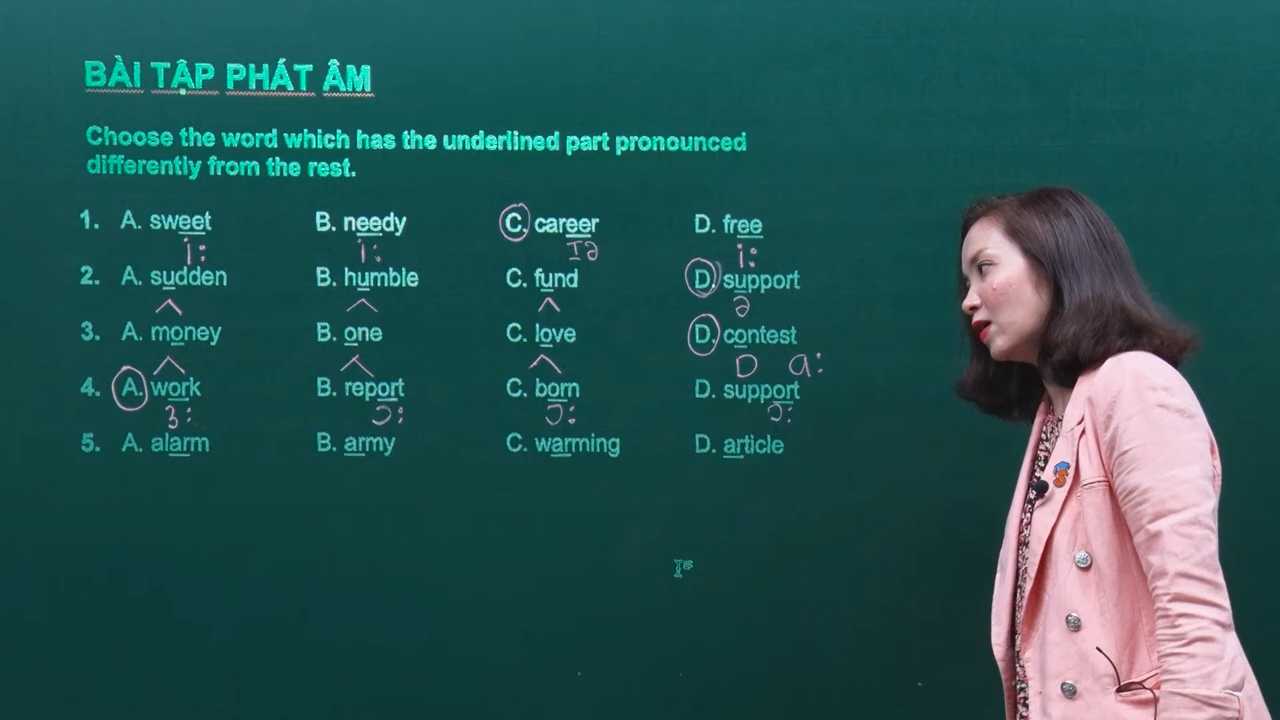 BÀI TẬP PHÁT ÂM
Choose the word which has the underlined part pronounced
differently from the rest.
1. A. sweet B. needy C. career D. free
i: i: ɪə i:
2. A. sudden B. humble C. fund D. support
ʌ ʌ ʌ ə
3. A. money B. one C. love D. contest
ʌ ʌ ʌ ɒ ɑ:
4. A. work B. report C. born D. support
ɜ: ɔ: ɔ: ɔ:
5. A. alarm B. army C. warming D. article